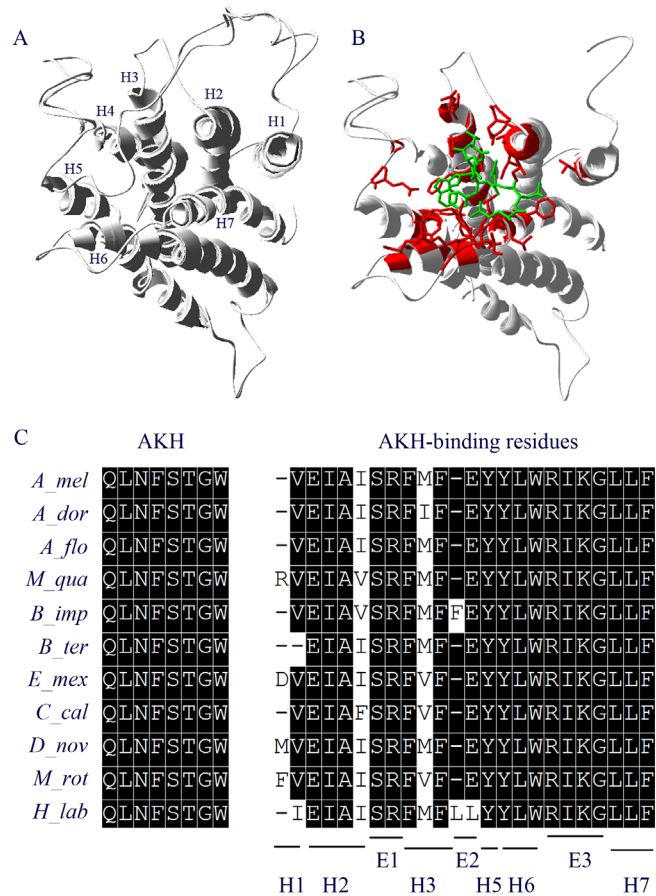 A
B
H3
H2
H1
H4
H5
H7
H6
C
AKH AKH-binding residues
A_mel QLNFSTGW -VEIAISRFMF-EYYLWRIKGLLF
A_dor QLNFSTGW -VEIAISRFIF-EYYLWRIKGLLF
A_flo QLNFSTGW -VEIAISRFMF-EYYLWRIKGLLF
M_qua QLNFSTGW RVEIAVSRFMF-EYYLWRIKGLLF
B_imp QLNFSTGW -VEIAVSRFMFFEYYLWRIKGLLF
B_ter QLNFSTGW --EIAISRFMF-EYYLWRIKGLLF
E_mex QLNFSTGW DVEIAISRFVF-EYYLWRIKGLLF
C_cal QLNFSTGW -VEIAFSRFVF-EYYLWRIKGLLF
D_nov QLNFSTGW MVEIAISRFMF-EYYLWRIKGLLF
M_rot QLNFSTGW FVEIAISRFVF-EYYLWRIKGLLF
H_lab QLNFSTGW -IEIAISRFMFLLYYLWRIKGLLF
E1 E2 E3
H1 H2 H3 H5 H6 H7